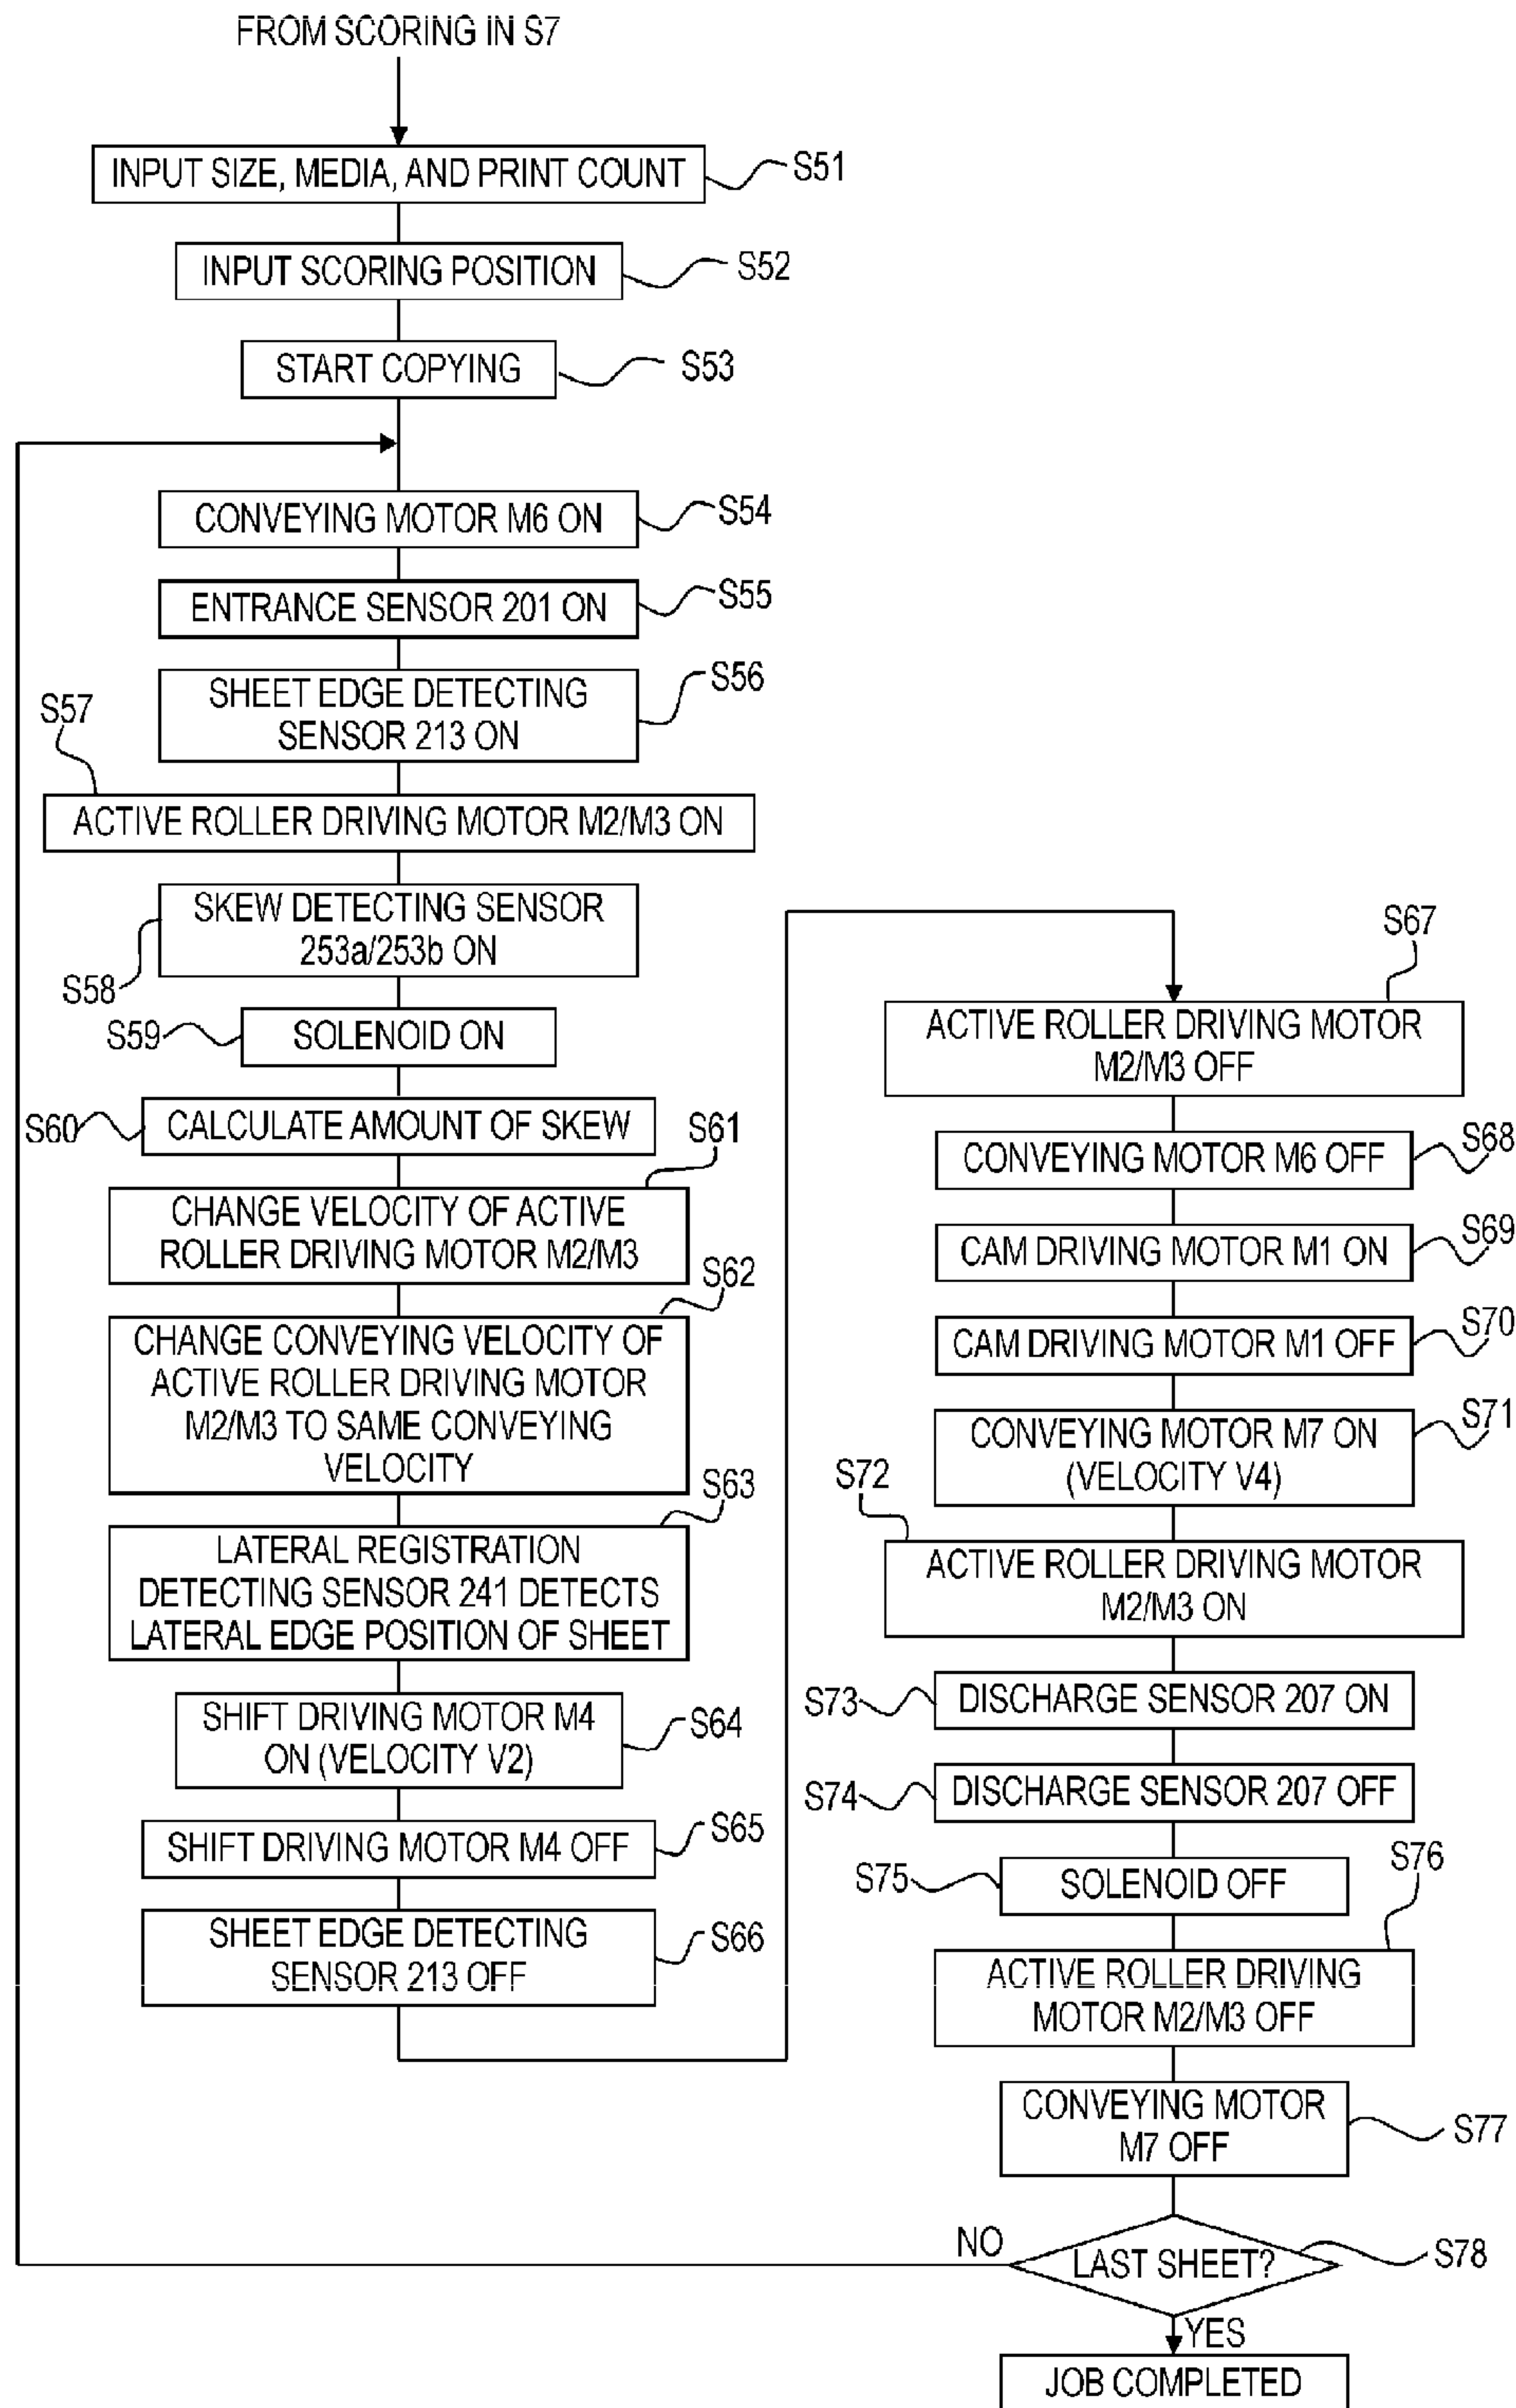 FROM SCORING IN S7
INPUT SIZE, MEDIA, AND PRINT COUNT
S51
INPUT SCORING POSITION
S52
START COPYING
S53
CONVEYING MOTOR M6 ON
S54
ENTRANCE SENSOR 201 ON
S55
SHEET EDGE DETECTING
SENSOR 213 ON
S56
S57
ACTIVE ROLLER DRIVING MOTOR M2/M3 ON
SKEW DETECTING SENSOR
253a/253b ON
S58
S59
SOLENOID ON
S60
CALCULATE AMOUNT OF SKEW
S61
CHANGE VELOCITY OF ACTIVE
ROLLER DRIVING MOTOR M2/M3
S62
CHANGE CONVEYING VELOCITY OF
ACTIVE ROLLER DRIVING MOTOR
M2/M3 TO SAME CONVEYING
VELOCITY
S63
LATERAL REGISTRATION
DETECTING SENSOR 241 DETECTS
LATERAL EDGE POSITION OF SHEET
SHIFT DRIVING MOTOR M4
ON (VELOCITY V2)
S64
SHIFT DRIVING MOTOR M4 OFF
S65
SHEET EDGE DETECTING
SENSOR 213 OFF
S66
S67
ACTIVE ROLLER DRIVING MOTOR
M2/M3 OFF
CONVEYING MOTOR M6 OFF
S68
CAM DRIVING MOTOR M1 ON
S69
CAM DRIVING MOTOR M1 OFF
S70
CONVEYING MOTOR M7 ON
(VELOCITY V4)
S71
S72
ACTIVE ROLLER DRIVING MOTOR
M2/M3 ON
S73
DISCHARGE SENSOR 207 ON
S74
DISCHARGE SENSOR 207 OFF
S75
SOLENOID OFF
S76
ACTIVE ROLLER DRIVING
MOTOR M2/M3 OFF
CONVEYING MOTOR
M7 OFF
S77
NO
LAST SHEET?
S78
YES
JOB COMPLETED